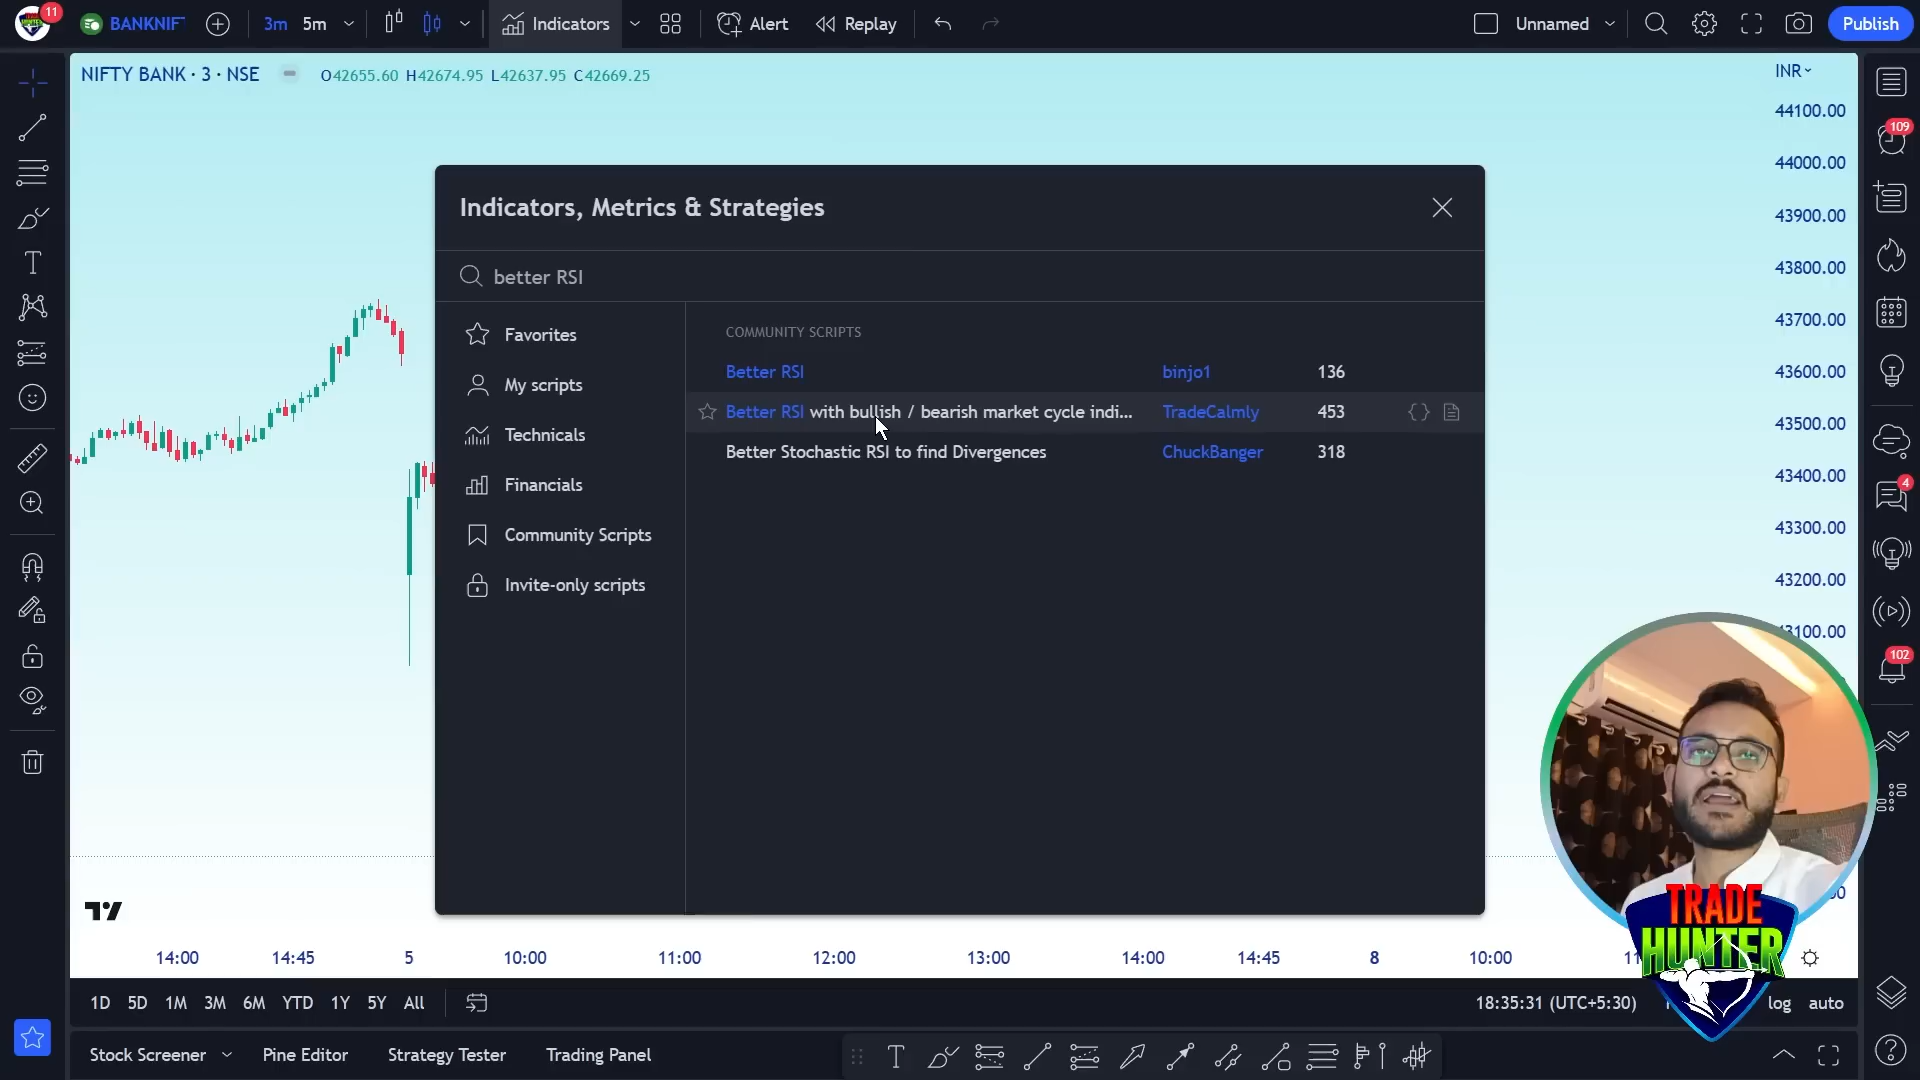 11
BANKNIFT
3m
5m
Indicators
Alert
Replay
Unnamed
Publish
NIFTY BANK · 3 · NSE
O42655.60 H42674.95 L42637.95 C42669.25
INR
44100.00
44000.00
43900.00
43800.00
43700.00
43600.00
43500.00
43400.00
43300.00
43200.00
43100.00
109
4
102
Indicators, Metrics & Strategies
better RSI
Favorites
My scripts
Technicals
Financials
Community Scripts
Invite-only scripts
COMMUNITY SCRIPTS
Better RSI binjo1 136
Better RSI with bullish / bearish market cycle indi... TradeCalmly 453
Better Stochastic RSI to find Divergences ChuckBanger 318
14:00 14:45 5 10:00 11:00 12:00 13:00 14:00 14:45 8 10:00
1D 5D 1M 3M 6M YTD 1Y 5Y All
18:35:31 (UTC+5:30)
log auto
Stock Screener Pine Editor Strategy Tester Trading Panel
TRADE
HUNTER